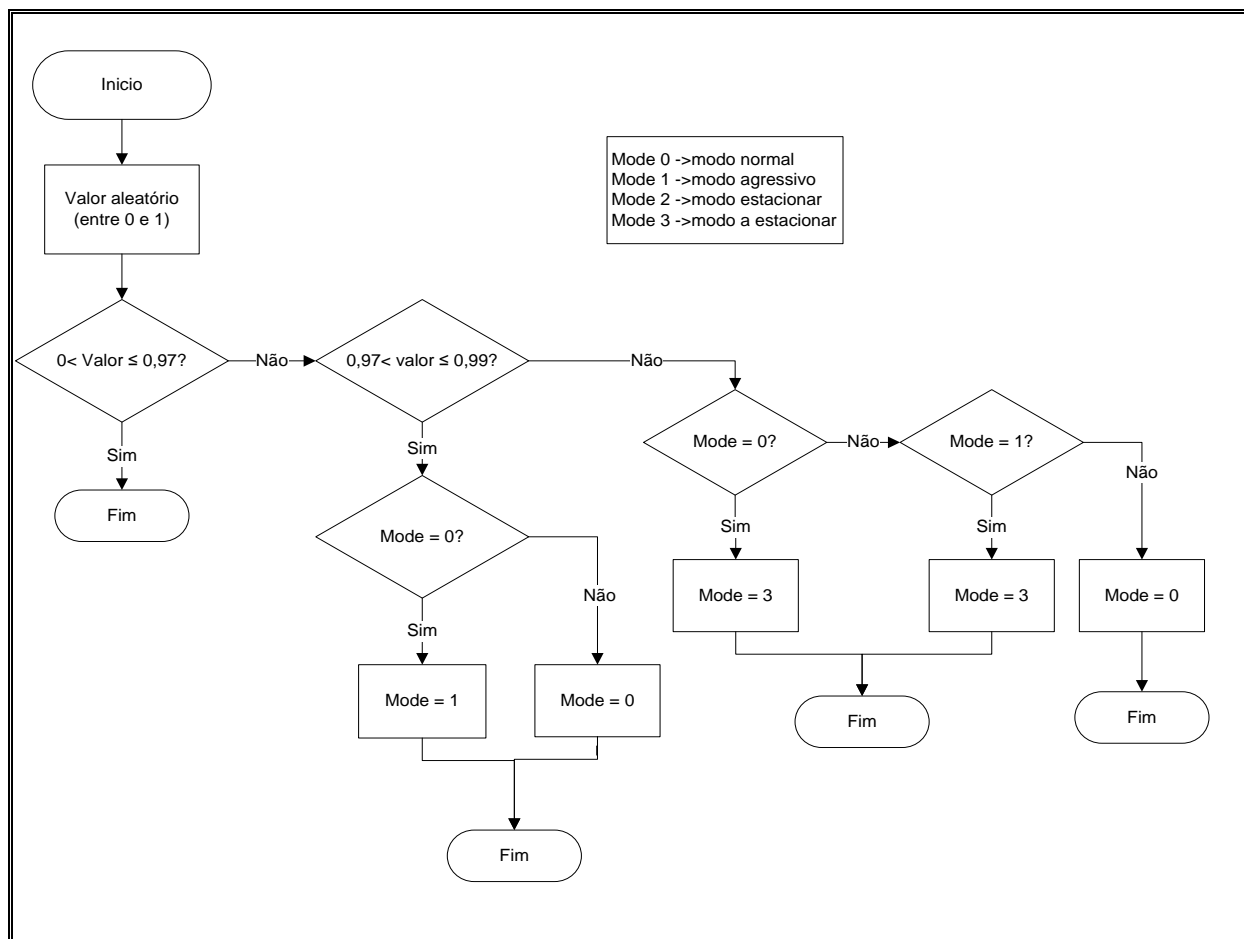 Inicio
Valor aleatório
(entre 0 e 1)
Mode 0 ->modo normal
Mode 1 ->modo agressivo
Mode 2 ->modo estacionar
Mode 3 ->modo a estacionar
0< Valor ≤ 0,97?
Não
0,97< valor ≤ 0,99?
Não
Sim
Fim
Sim
Mode = 0?
Não
Sim
Mode = 1
Mode = 0
Fim
Mode = 0?
Não
Mode = 1?
Não
Sim
Sim
Mode = 3
Mode = 3
Mode = 0
Fim
Fim